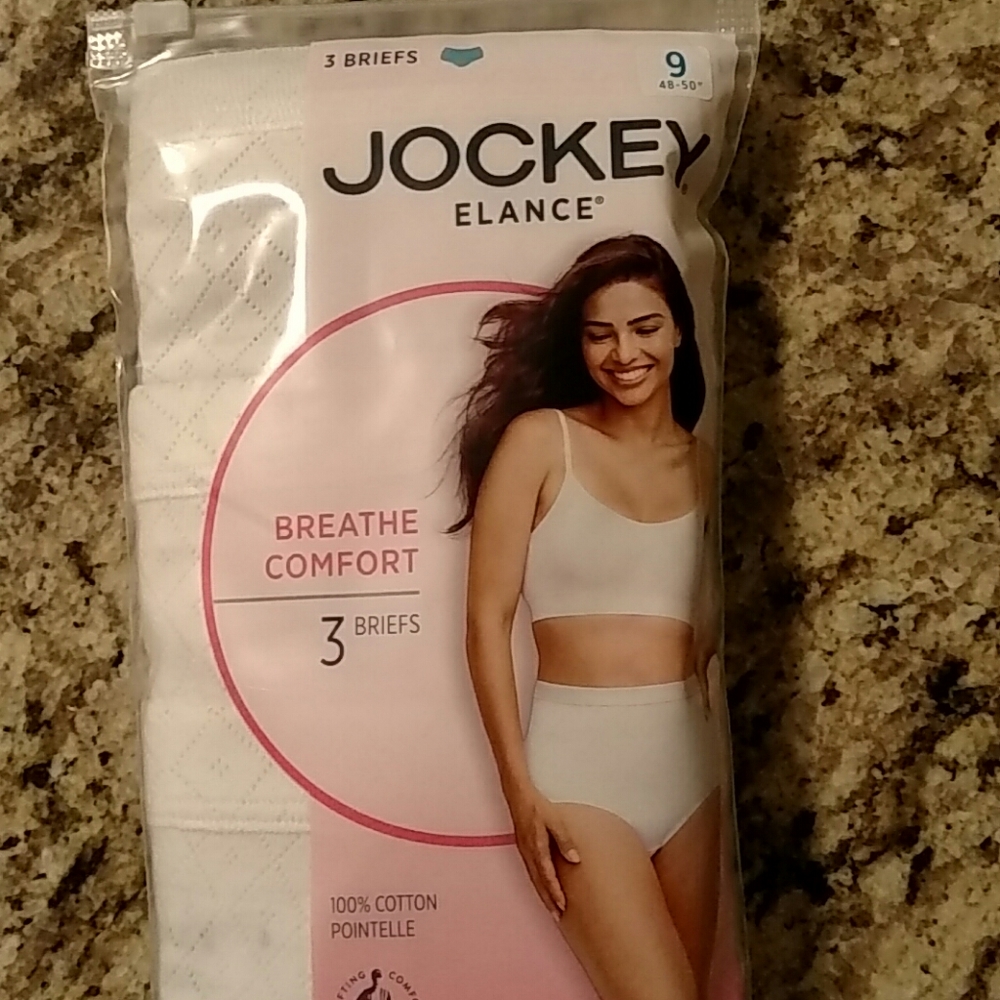 3 BRIEFS
9
48-50"
JOCKEY
ELANCE®
BREATHE
COMFORT
3 BRIEFS
100% COTTON
POINTELLE